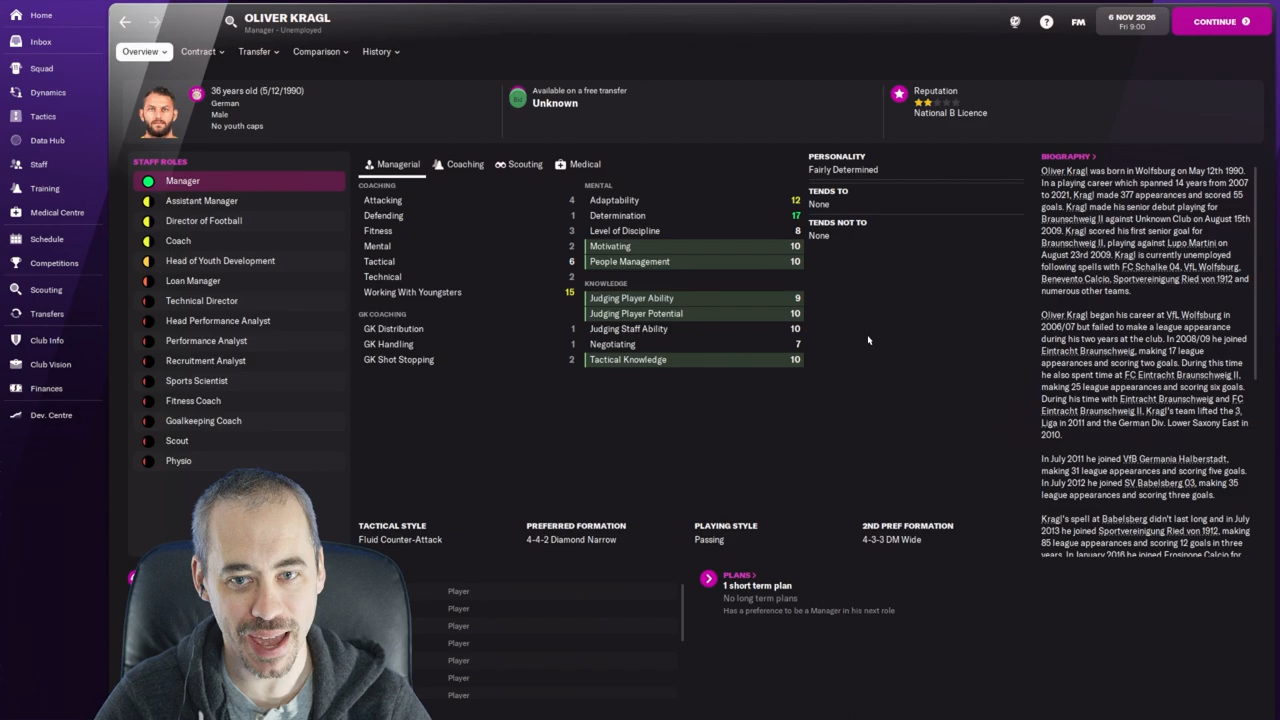 Home
Inbox
Squad
Dynamics
Tactics
Data Hub
Staff
Training
Medical Centre
Schedule
Competitions
Scouting
Transfers
Club Info
Club Vision
Finances
Dev. Centre
OLIVER KRAGL
Manager - Unemployed
?
FM
6 NOV 2026
Fri 9:00
CONTINUE
Overview
Contract
Transfer
Comparison
History
36 years old (5/12/1990)
German
Male
No youth caps
Bid
Available on a free transfer
Unknown
Reputation
National B Licence
STAFF ROLES
Manager
Assistant Manager
Director of Football
Coach
Head of Youth Development
Loan Manager
Technical Director
Head Performance Analyst
Performance Analyst
Recruitment Analyst
Sports Scientist
Fitness Coach
Goalkeeping Coach
Scout
Physio
Managerial
Coaching
Scouting
Medical
COACHING
Attacking 4
Defending 1
Fitness 3
Mental 2
Tactical 6
Technical 2
Working With Youngsters 15
GK COACHING
GK Distribution 1
GK Handling 1
GK Shot Stopping 2
MENTAL
Adaptability 12
Determination 17
Level of Discipline 8
Motivating 10
People Management 10
KNOWLEDGE
Judging Player Ability 9
Judging Player Potential 10
Judging Staff Ability 10
Negotiating 7
Tactical Knowledge 10
PERSONALITY
Fairly Determined
TENDS TO
None
TENDS NOT TO
None
BIOGRAPHY >
Oliver Kragl was born in Wolfsburg on May 12th 1990.
In a playing career which spanned 14 years from 2007
to 2021, Kragl made 377 appearances and scored 55
goals. Kragl made his senior debut playing for
Braunschweig II against Unknown Club on August 15th
2009. Kragl scored his first senior goal for
Braunschweig II, playing against Lupo Martini on
August 23rd 2009. Kragl is currently unemployed
following spells with FC Schalke 04, VfL Wolfsburg,
Benevento Calcio, Sportvereinigung Ried von 1912 and
numerous other teams.
Oliver Kragl began his career at VfL Wolfsburg in
2006/07 but failed to make a league appearance
during his two years at the club. In 2008/09 he joined
Eintracht Braunschweig, making 17 league
appearances and scoring two goals. During this time
he also spent time at FC Eintracht Braunschweig II,
making 25 league appearances and scoring six goals.
During his time with Eintracht Braunschweig and FC
Eintracht Braunschweig II, Kragl's team lifted the 3.
Liga in 2011 and the German Div. Lower Saxony East in
2010.
In July 2011 he joined VfB Germania Halberstadt,
making 31 league appearances and scoring five goals.
In July 2012 he joined SV Babelsberg 03, making 35
league appearances and scoring three goals.
Kragl's spell at Babelsberg didn't last long and in July
2013 he joined Sportvereinigung Ried von 1912, making
85 league appearances and scoring 12 goals in three
years. In January 2016 he joined Frosinone Calcio for
TACTICAL STYLE
Fluid Counter-Attack
PREFERRED FORMATION
4-4-2 Diamond Narrow
PLAYING STYLE
Passing
2ND PREF FORMATION
4-3-3 DM Wide
Player
Player
Player
Player
Player
Player
Player
PLANS >
1 short term plan
No long term plans
Has a preference to be a Manager in his next role